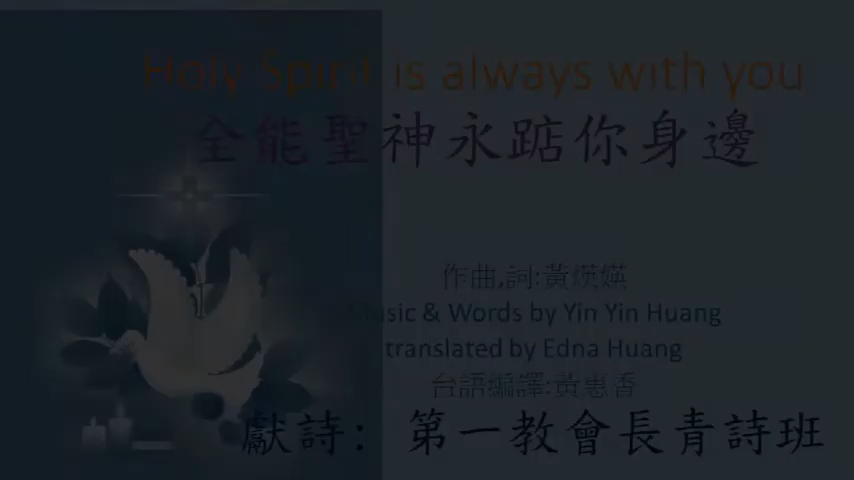 Holy Spirit is always with you
全能聖神永踮你身邊
作曲,詞:黃烘媖
Music & Words by Yin Yin Huang
translated by Edna Huang
台語編譯:黃惠香
獻詩: 第一教會長青詩班